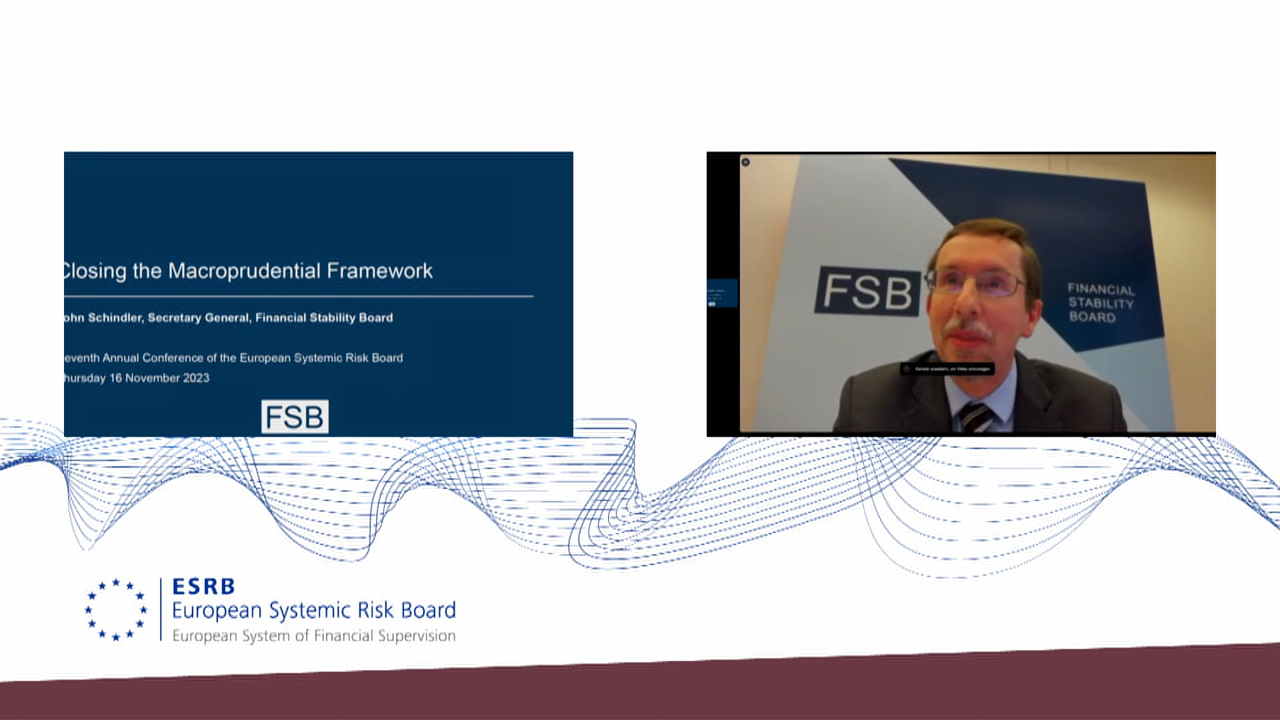 Closing the Macroprudential Framework
ohn Schindler, Secretary General, Financial Stability Board
eventh Annual Conference of the European Systemic Risk Board
hursday 16 November 2023
FSB
FSB
FINANCIAL
STABILITY
BOARD
ESRB
European Systemic Risk Board
European System of Financial Supervision